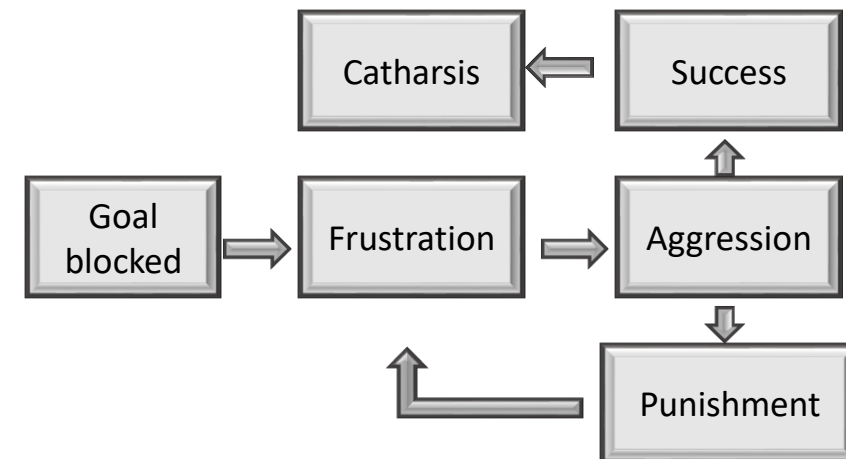 Catharsis
Success
Goal
blocked
Frustration
Aggression
Punishment